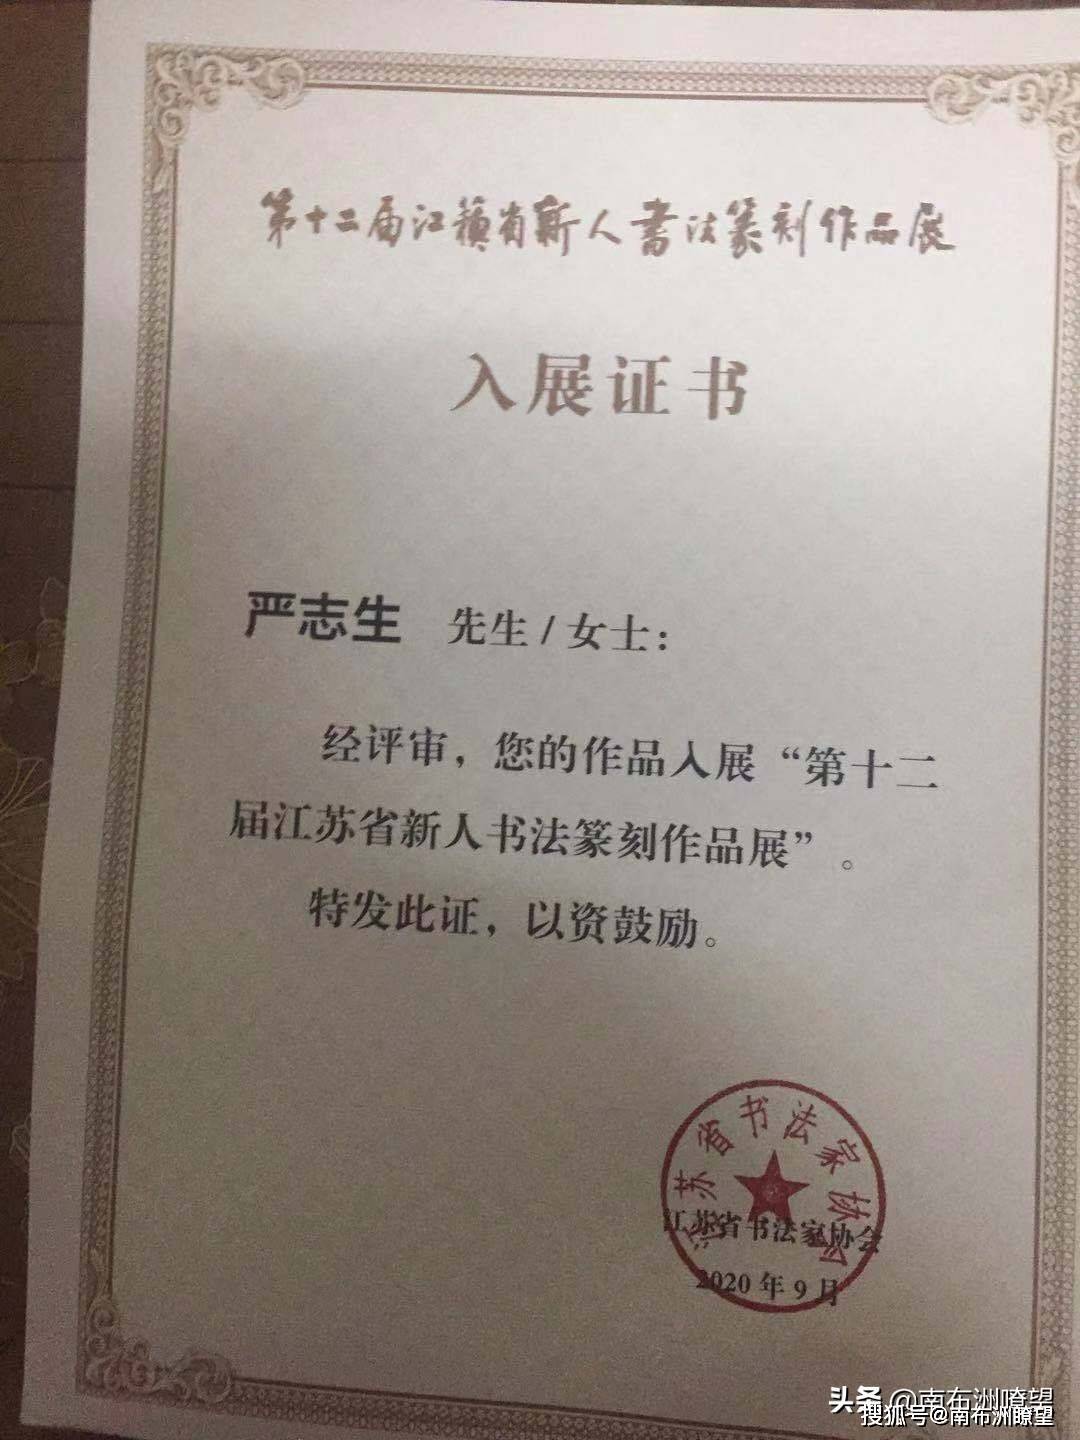 第十二届江蘓省新人書法篆刻作品展
入展证书
严志生 先生/女士：
经评审，您的作品入展“第十二
届江苏省新人书法篆刻作品展”。
特发此证，以资鼓励。
江苏省书法家协会
江苏省书法家协会
2020年9月
头条 @南布洲瞭望
搜狐号@南布洲瞭望